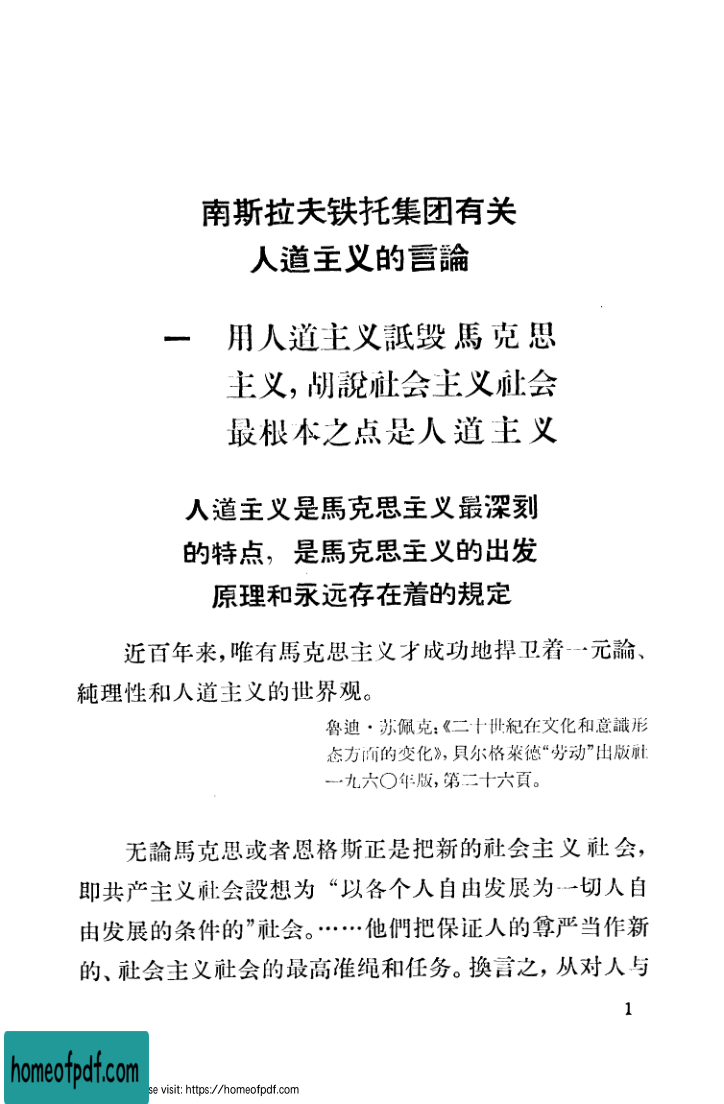 南斯拉夫铁托集团有关
人道主义的言論
一 用人道主义詆毁馬克思
主义，胡說社会主义社会
最根本之点是人道主义
人道主义是馬克思主义最深刻
的特点，是馬克思主义的出发
原理和永远存在着的規定
近百年来，唯有馬克思主义才成功地捍卫着一元論、
純理性和人道主义的世界观。
魯迪·苏佩克：《二十世紀在文化和意識形
态方面的变化》，貝尔格萊德“劳动”出版社
一九六〇年版，第二十六頁。
无論馬克思或者恩格斯正是把新的社会主义社会，
即共产主义社会設想为“以各个人自由发展为一切人自
由发展的条件的”社会。……他們把保证人的尊严当作新
的、社会主义社会的最高准绳和任务。換言之，从对人与
1
homeofpdf.com
se visit: https://homeofpdf.com